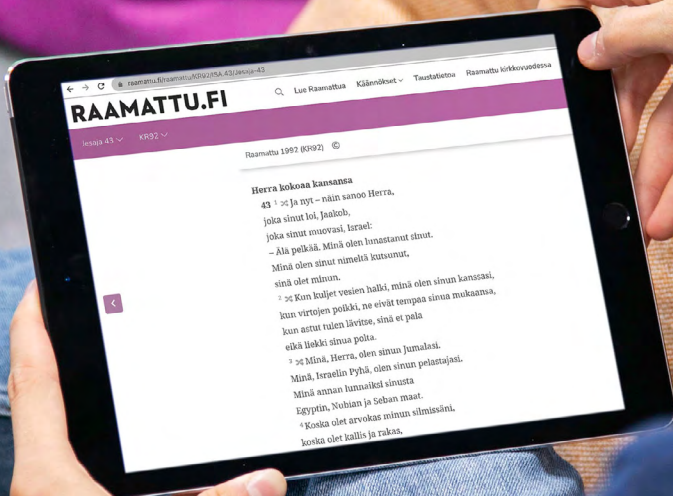 raamattu.fi/raamattu/KR92/ISA.43/Jesaja-43
RAAMATTU.FI
Lue Raamattua Käännökset Taustatietoa Raamattu kirkkovuodessa
Jesaja 43 KR92
Raamattu 1992 (KR92) ©
Herra kokoaa kansansa
43 1 Ja nyt – näin sanoo Herra,
joka sinut loi, Jaakob,
joka sinut muovasi, Israel:
– Älä pelkää. Minä olen lunastanut sinut.
Minä olen sinut nimeltä kutsunut,
sinä olet minun.
2 Kun kuljet vesien halki, minä olen sinun kanssasi,
kun virtojen poikki, ne eivät tempaa sinua mukaansa,
kun astut tulen lävitse, sinä et pala
eikä liekki sinua polta.
3 Minä, Herra, olen sinun Jumalasi,
Minä, Israelin Pyhä, olen sinun pelastajasi.
Minä annan lunnaiksi sinusta
Egyptin, Nubian ja Seban maat.
4 Koska olet arvokas minun silmissäni,
koska olet kallis ja rakas,